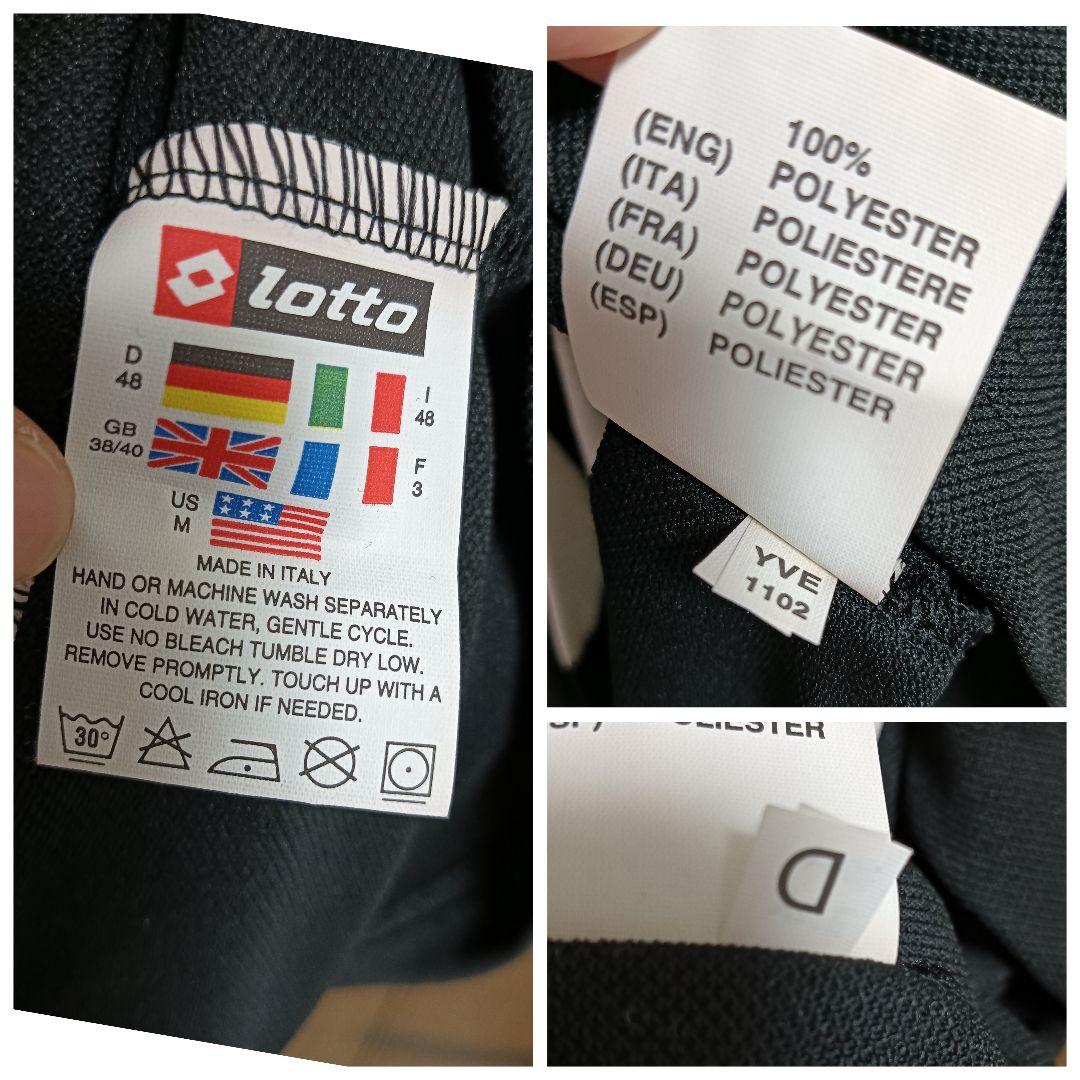 lotto
D
48
I
48
GB
38/40
F
3
US
M
MADE IN ITALY
HAND OR MACHINE WASH SEPARATELY
IN COLD WATER, GENTLE CYCLE.
USE NO BLEACH TUMBLE DRY LOW.
REMOVE PROMPTLY. TOUCH UP WITH A
COOL IRON IF NEEDED.
30°
100%
(ENG) POLYESTER
(ITA) POLIESTERE
(FRA) POLYESTER
(DEU) POLYESTER
(ESP) POLIESTER
YVE
1102
SP) OLIESTER
D